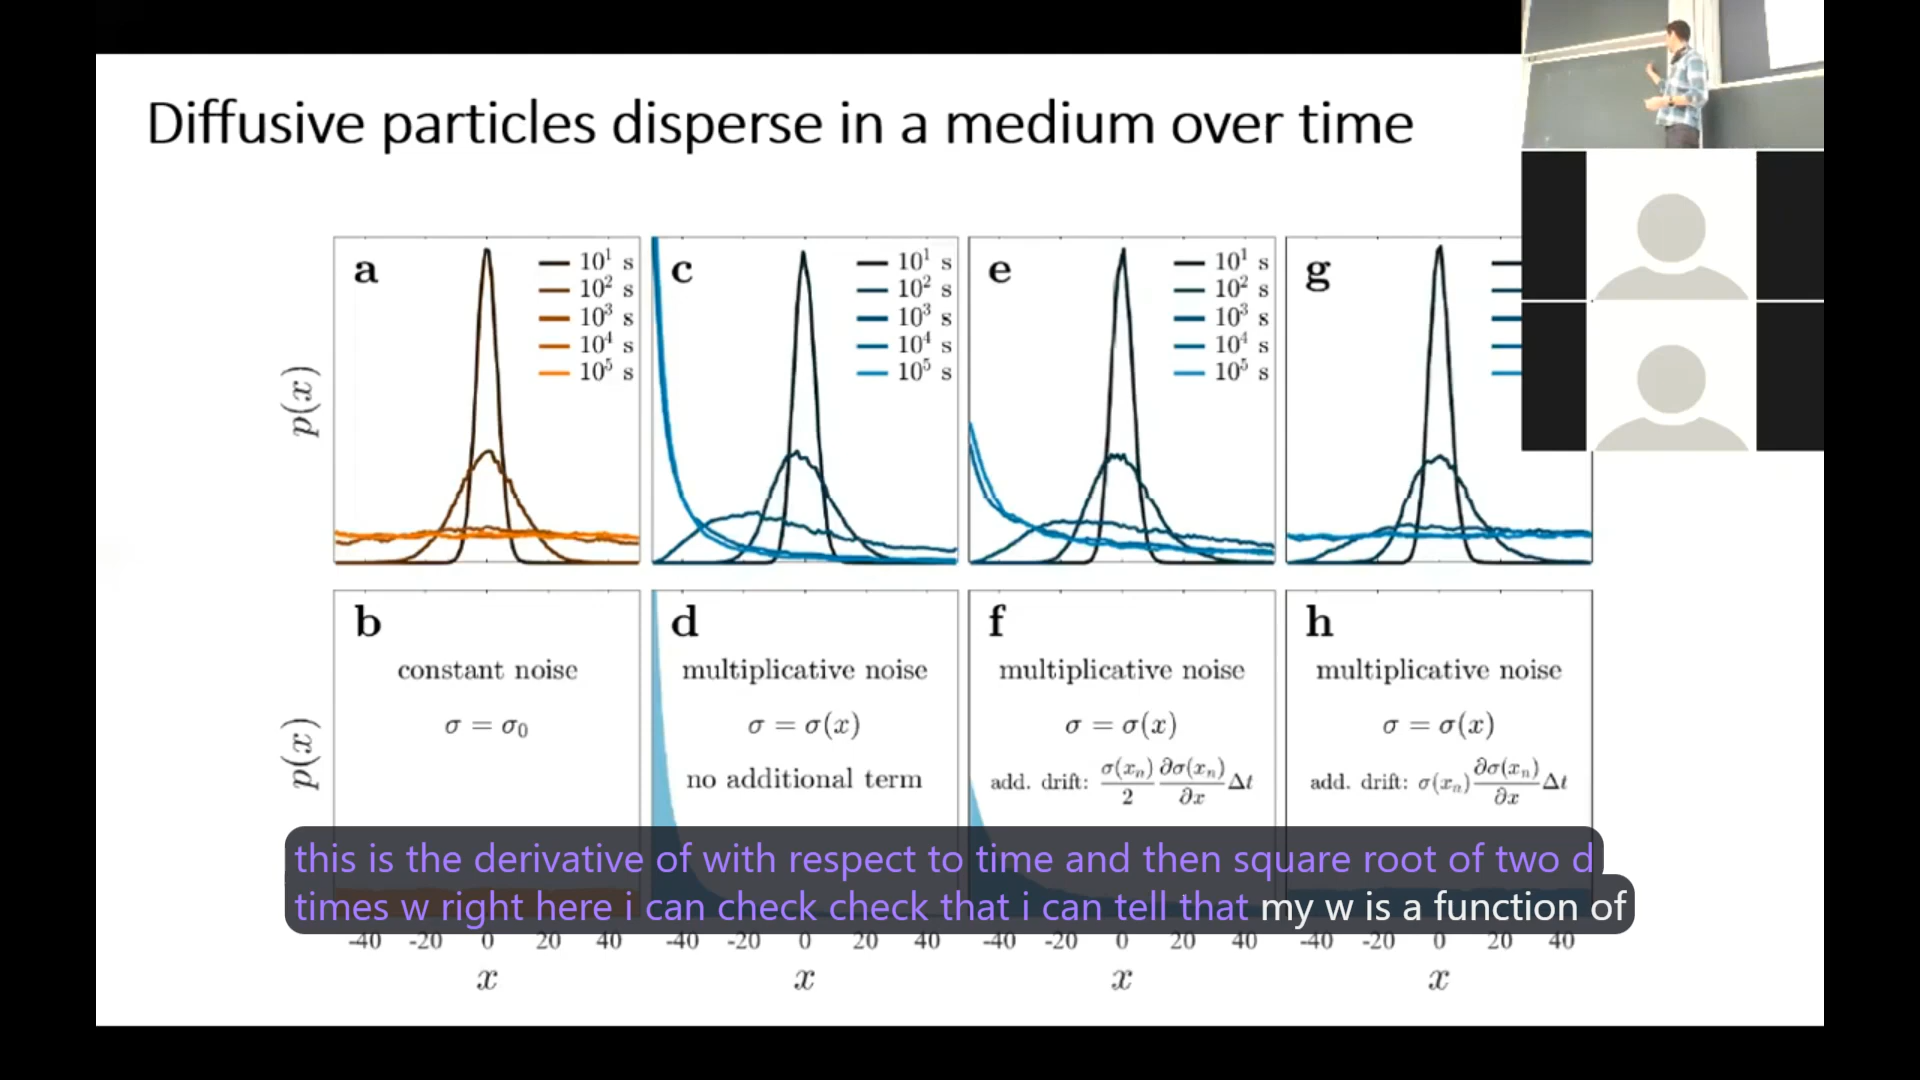 Diffusive particles disperse in a medium over time
a
10¹ s
10² s
10³ s
10⁴ s
10⁵ s
c
10¹ s
10² s
10³ s
10⁴ s
10⁵ s
e
10¹ s
10² s
10³ s
10⁴ s
10⁵ s
g
p(x)
b
constant noise
σ = σ₀
d
multiplicative noise
σ = σ(x)
no additional term
f
multiplicative noise
σ = σ(x)
add. drift: σ(xₙ)/2 ∂σ(xₙ)/∂x Δt
h
multiplicative noise
σ = σ(x)
add. drift: σ(xₙ) ∂σ(xₙ)/∂x Δt
p(x)
this is the derivative of with respect to time and then square root of two d
times w right here i can check check that i can tell that my w is a function of
-40 -20 0 20 40
-40 -20 0 20 40
-40 -20 0 20 40
-40 -20 0 20 40
x
x
x
x